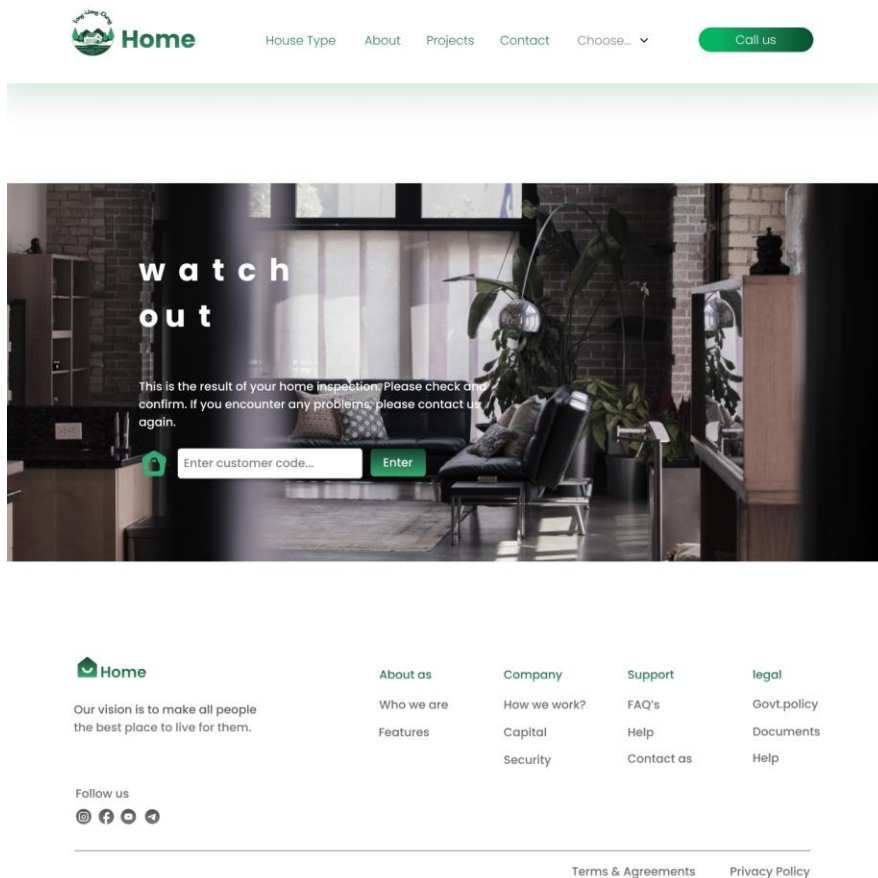 Home
House Type About Projects Contact Choose... Call us
watch
out
This is the result of your home inspection. Please check and
confirm. If you encounter any problems, please contact us
again.
Enter customer code... Enter
Home
Our vision is to make all people
the best place to live for them.
Follow us
About as
Who we are
Features
Company
How we work?
Capital
Security
Support
FAQ's
Help
Contact as
legal
Govt.policy
Documents
Help
Terms & Agreements Privacy Policy